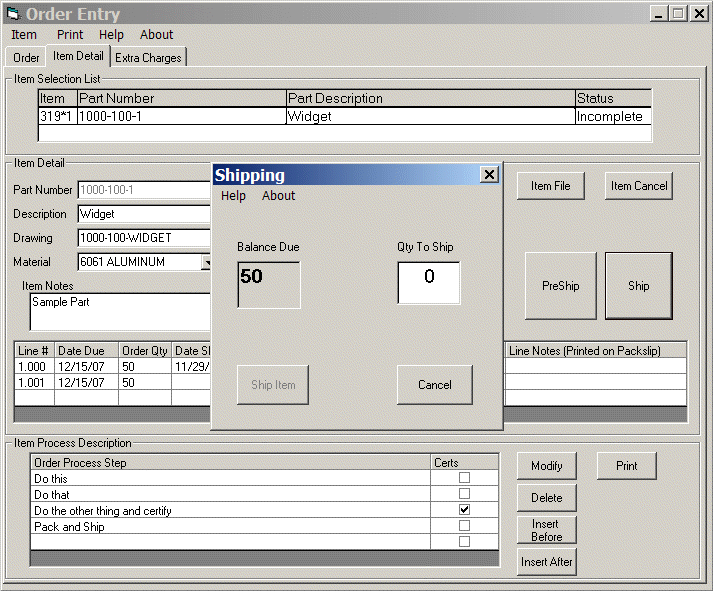 Order Entry
Item Print Help About
Order Item Detail Extra Charges
Item Selection List
Item Part Number Part Description Status
319*1 1000-100-1 Widget Incomplete
Item Detail
Part Number 1000-100-1
Description Widget
Drawing 1000-100-WIDGET
Material 6061 ALUMINUM
Item Notes
Sample Part
Item File Item Cancel
PreShip Ship
Shipping
Help About
Balance Due Qty To Ship
50 0
Ship Item Cancel
Line # Date Due Order Qty Date Line Notes (Printed on Packslip)
1.000 12/15/07 50 11/29/
1.001 12/15/07 50
Item Process Description
Order Process Step Certs
Do this
Do that
Do the other thing and certify
Pack and Ship
Modify Print
Delete
Insert
Before
Insert After